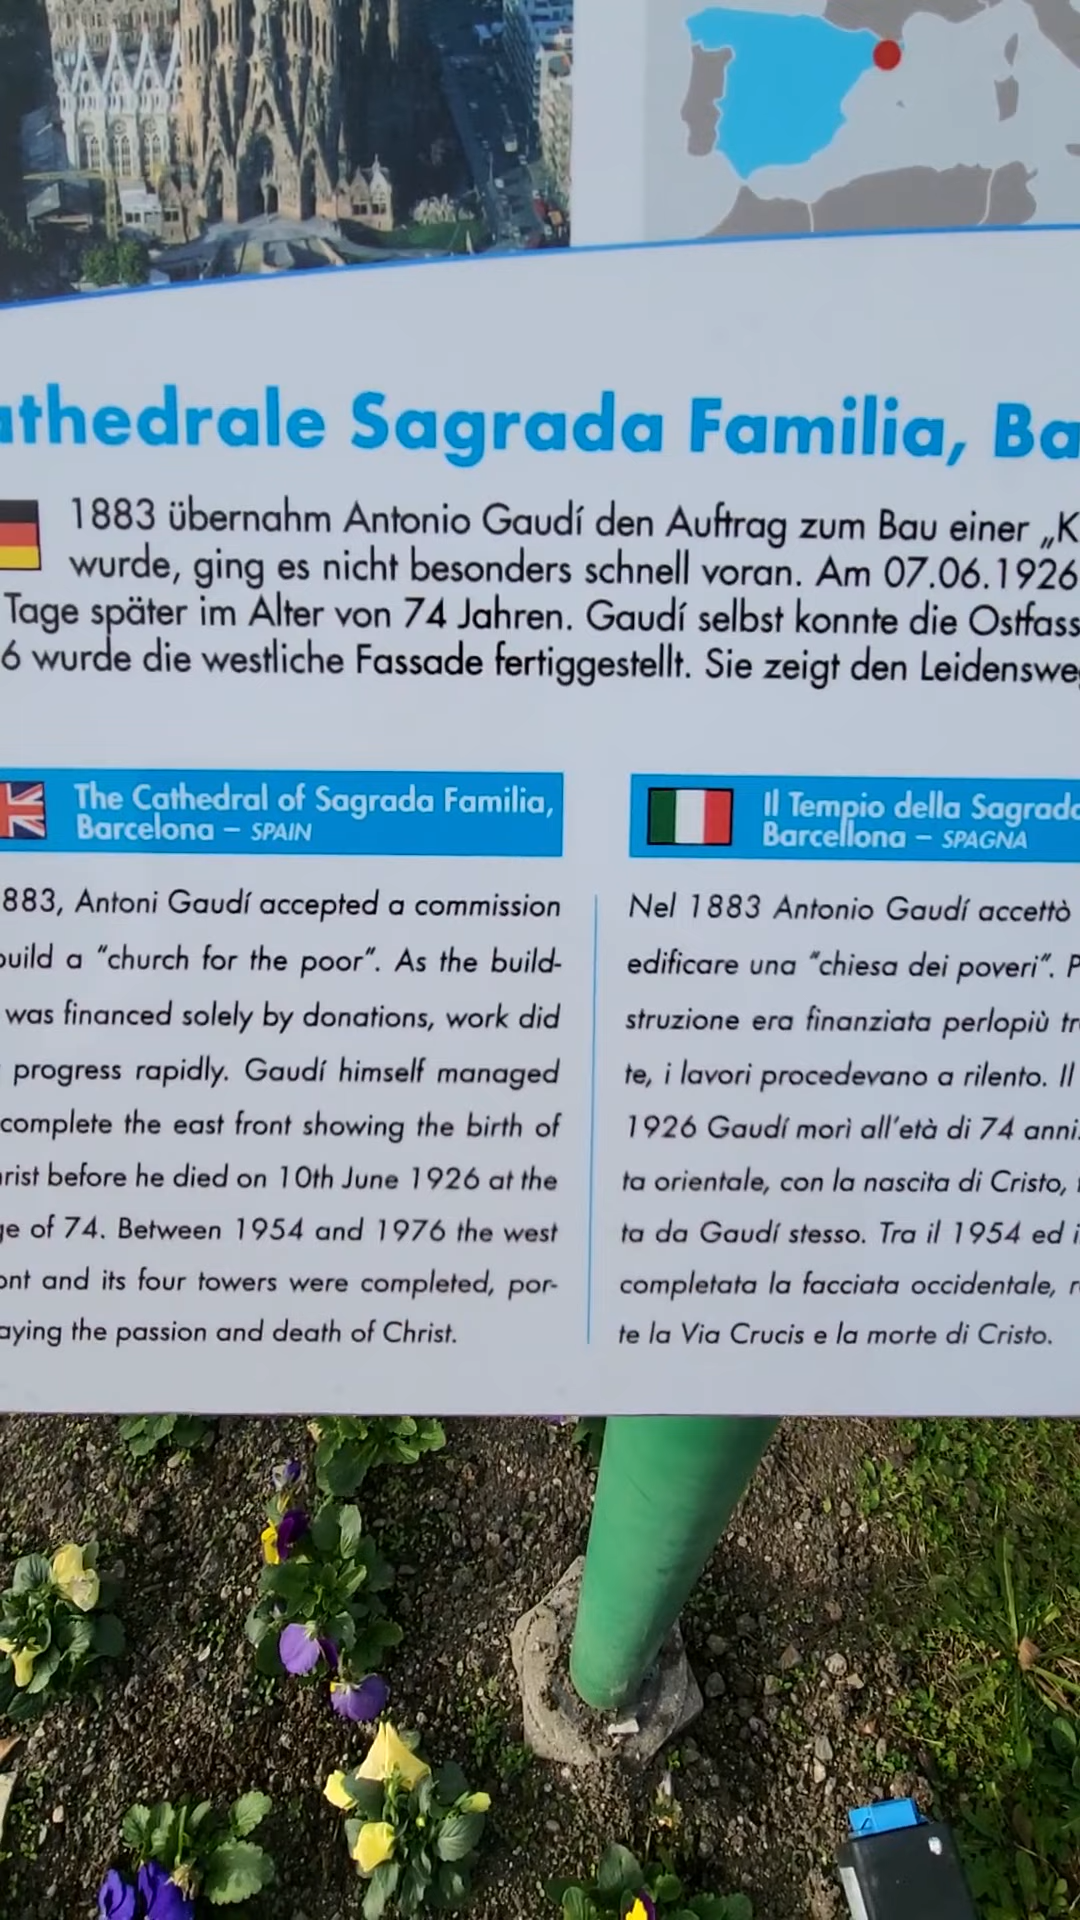 athedrale Sagrada Familia, Ba
1883 übernahm Antonio Gaudí den Auftrag zum Bau einer „K
wurde, ging es nicht besonders schnell voran. Am 07.06.1926
Tage später im Alter von 74 Jahren. Gaudí selbst konnte die Ostfass
6 wurde die westliche Fassade fertiggestellt. Sie zeigt den Leidensweg
The Cathedral of Sagrada Familia,
Barcelona – SPAIN
883, Antoni Gaudí accepted a commission
build a "church for the poor". As the build-
was financed solely by donations, work did
progress rapidly. Gaudí himself managed
complete the east front showing the birth of
rist before he died on 10th June 1926 at the
ge of 74. Between 1954 and 1976 the west
ont and its four towers were completed, por-
aying the passion and death of Christ.
Il Tempio della Sagrada
Barcellona – SPAGNA
Nel 1883 Antonio Gaudí accettò
edificare una "chiesa dei poveri". P
struzione era finanziata perlopiù tr
te, i lavori procedevano a rilento. Il
1926 Gaudí morì all'età di 74 anni.
ta orientale, con la nascita di Cristo,
ta da Gaudí stesso. Tra il 1954 ed i
completata la facciata occidentale, r
te la Via Crucis e la morte di Cristo.